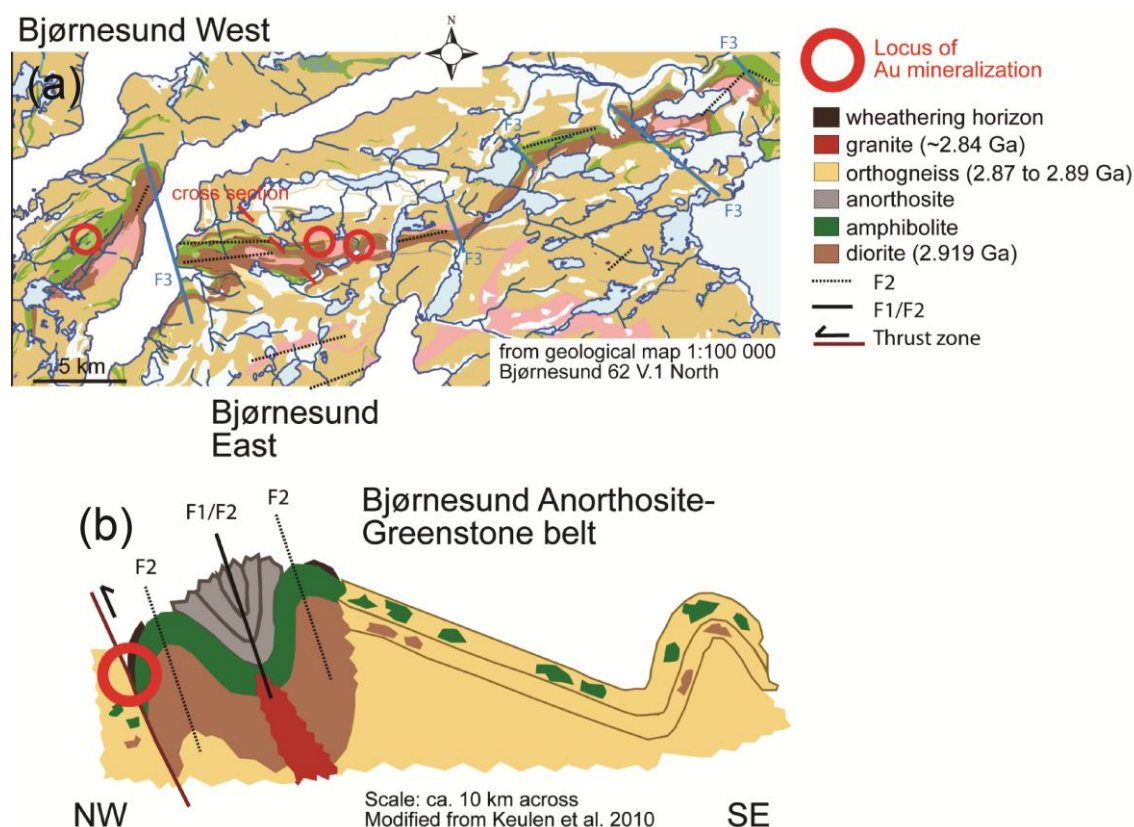 Bjørnesund West
(a)
N
F3
F3
cross section
F3
F3
F3
5 km
from geological map 1:100 000
Bjørnesund 62 V.1 North
Bjørnesund
East
Locus of
Au mineralization
wheathering horizon
granite (~2.84 Ga)
orthogneiss (2.87 to 2.89 Ga)
anorthosite
amphibolite
diorite (2.919 Ga)
F2
F1/F2
Thrust zone
(b)
Bjørnesund Anorthosite-
Greenstone belt
F2
F1/F2
F2
NW
Scale: ca. 10 km across
Modified from Keulen et al. 2010
SE